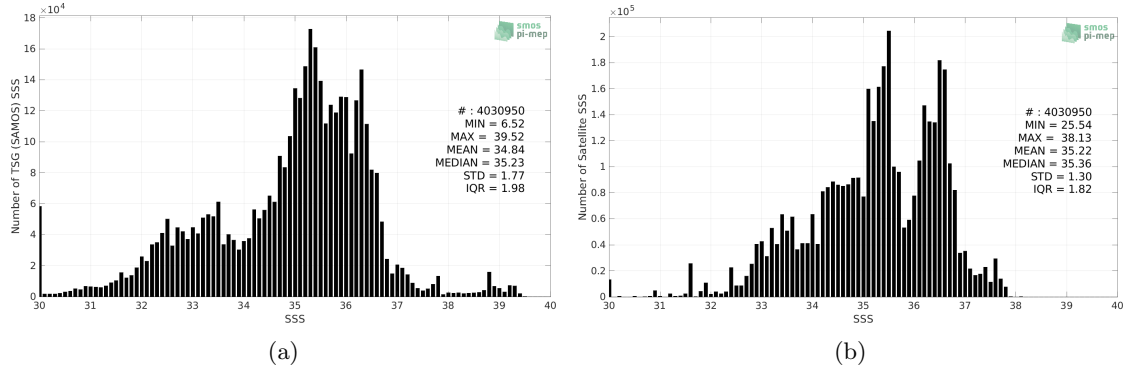 ×10⁴
18
16
14
12
10
8
6
4
2
0
Number of TSG (SAMOS) SSS
30 31 32 33 34 35 36 37 38 39 40
SSS
smos
pi-mep
# : 4030950
MIN = 6.52
MAX = 39.52
MEAN = 34.84
MEDIAN = 35.23
STD = 1.77
IQR = 1.98
(a)
×10⁵
2
1.8
1.6
1.4
1.2
1
0.8
0.6
0.4
0.2
0
Number of Satellite SSS
30 31 32 33 34 35 36 37 38 39 40
SSS
smos
pi-mep
# : 4030950
MIN = 25.54
MAX = 38.13
MEAN = 35.22
MEDIAN = 35.36
STD = 1.30
IQR = 1.82
(b)